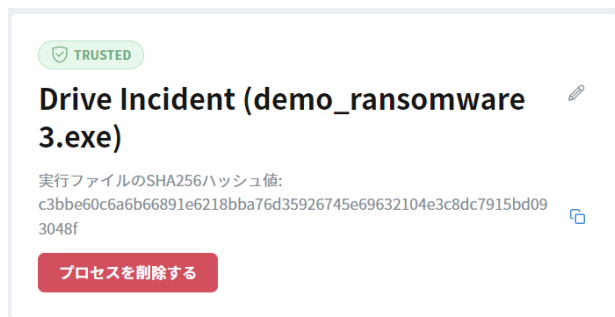 TRUSTED
Drive Incident (demo_ransomware
3.exe)
実行ファイルのSHA256ハッシュ値:
c3bbe60c6a6b66891e6218bba76d35926745e69632104e3c8dc7915bd09
3048f
プロセスを削除する